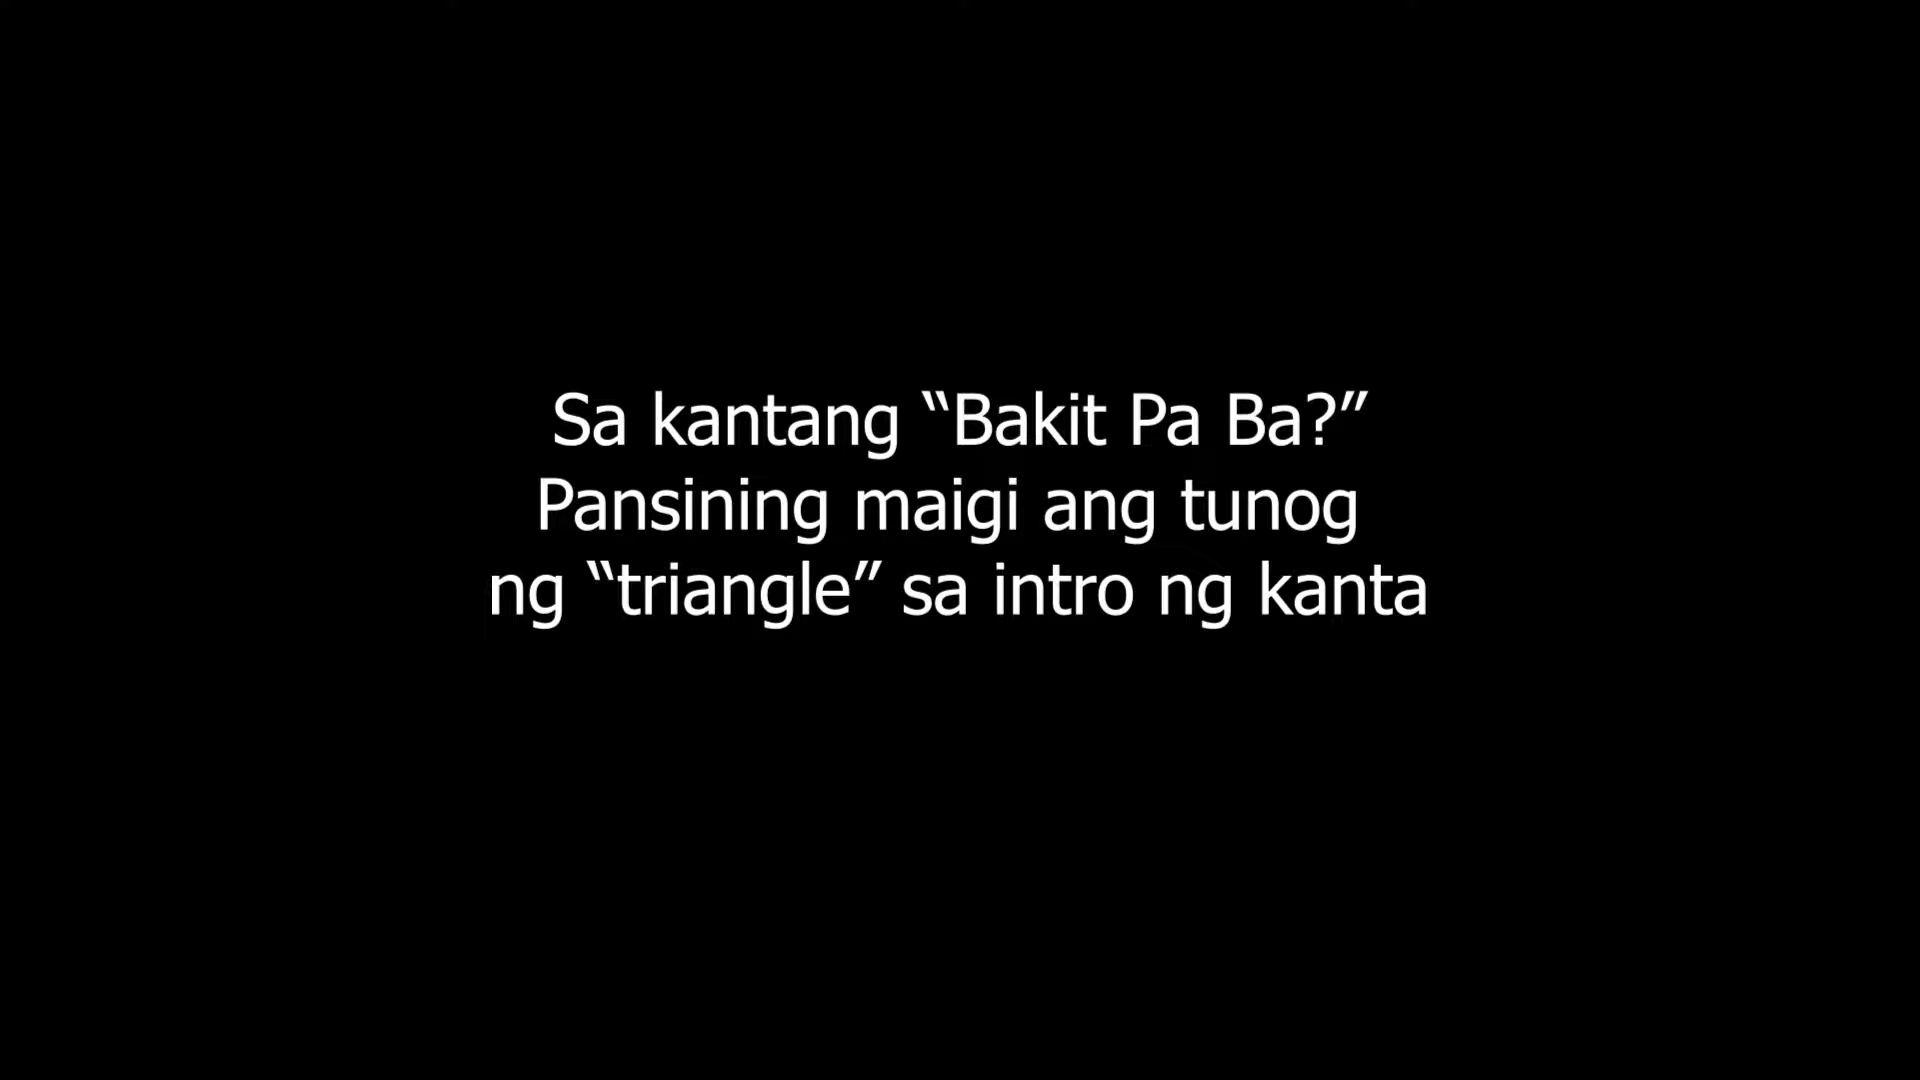 Sa kantang “Bakit Pa Ba?”
Pansining maigi ang tunog
ng “triangle” sa intro ng kanta